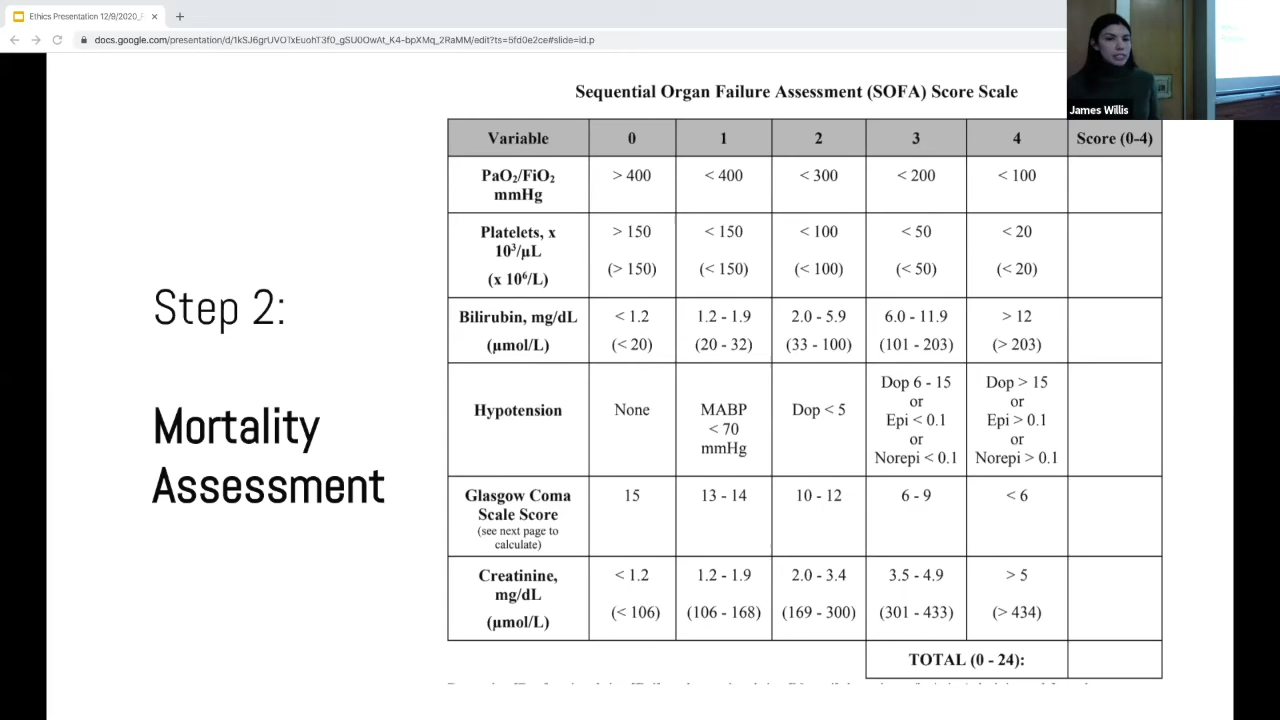 Ethics Presentation 12/9/2020_F
docs.google.com/presentation/d/1kSJ6grUVOTxEuohT3f0_gSU0OwAt_K4-bpXMq_2RaMM/edit?ts=5fd0e2ce#slide=id.p
James Willis
Step 2:
Mortality
Assessment
Sequential Organ Failure Assessment (SOFA) Score Scale
Variable 0 1 2 3 4 Score (0-4)
PaO₂/FiO₂ > 400 < 400 < 300 < 200 < 100
mmHg
Platelets, x > 150 < 150 < 100 < 50 < 20
10³/µL
(x 10⁶/L) (> 150) (< 150) (< 100) (< 50) (< 20)
Bilirubin, mg/dL < 1.2 1.2 - 1.9 2.0 - 5.9 6.0 - 11.9 > 12
(µmol/L) (< 20) (20 - 32) (33 - 100) (101 - 203) (> 203)
Hypotension None MABP Dop < 5 Dop 6 - 15 Dop > 15
< 70 or or
mmHg Epi < 0.1 Epi > 0.1
or or
Norepi < 0.1 Norepi > 0.1
Glasgow Coma 15 13 - 14 10 - 12 6 - 9 < 6
Scale Score
(see next page to
calculate)
Creatinine, < 1.2 1.2 - 1.9 2.0 - 3.4 3.5 - 4.9 > 5
mg/dL
(µmol/L) (< 106) (106 - 168) (169 - 300) (301 - 433) (> 434)
TOTAL (0 - 24):